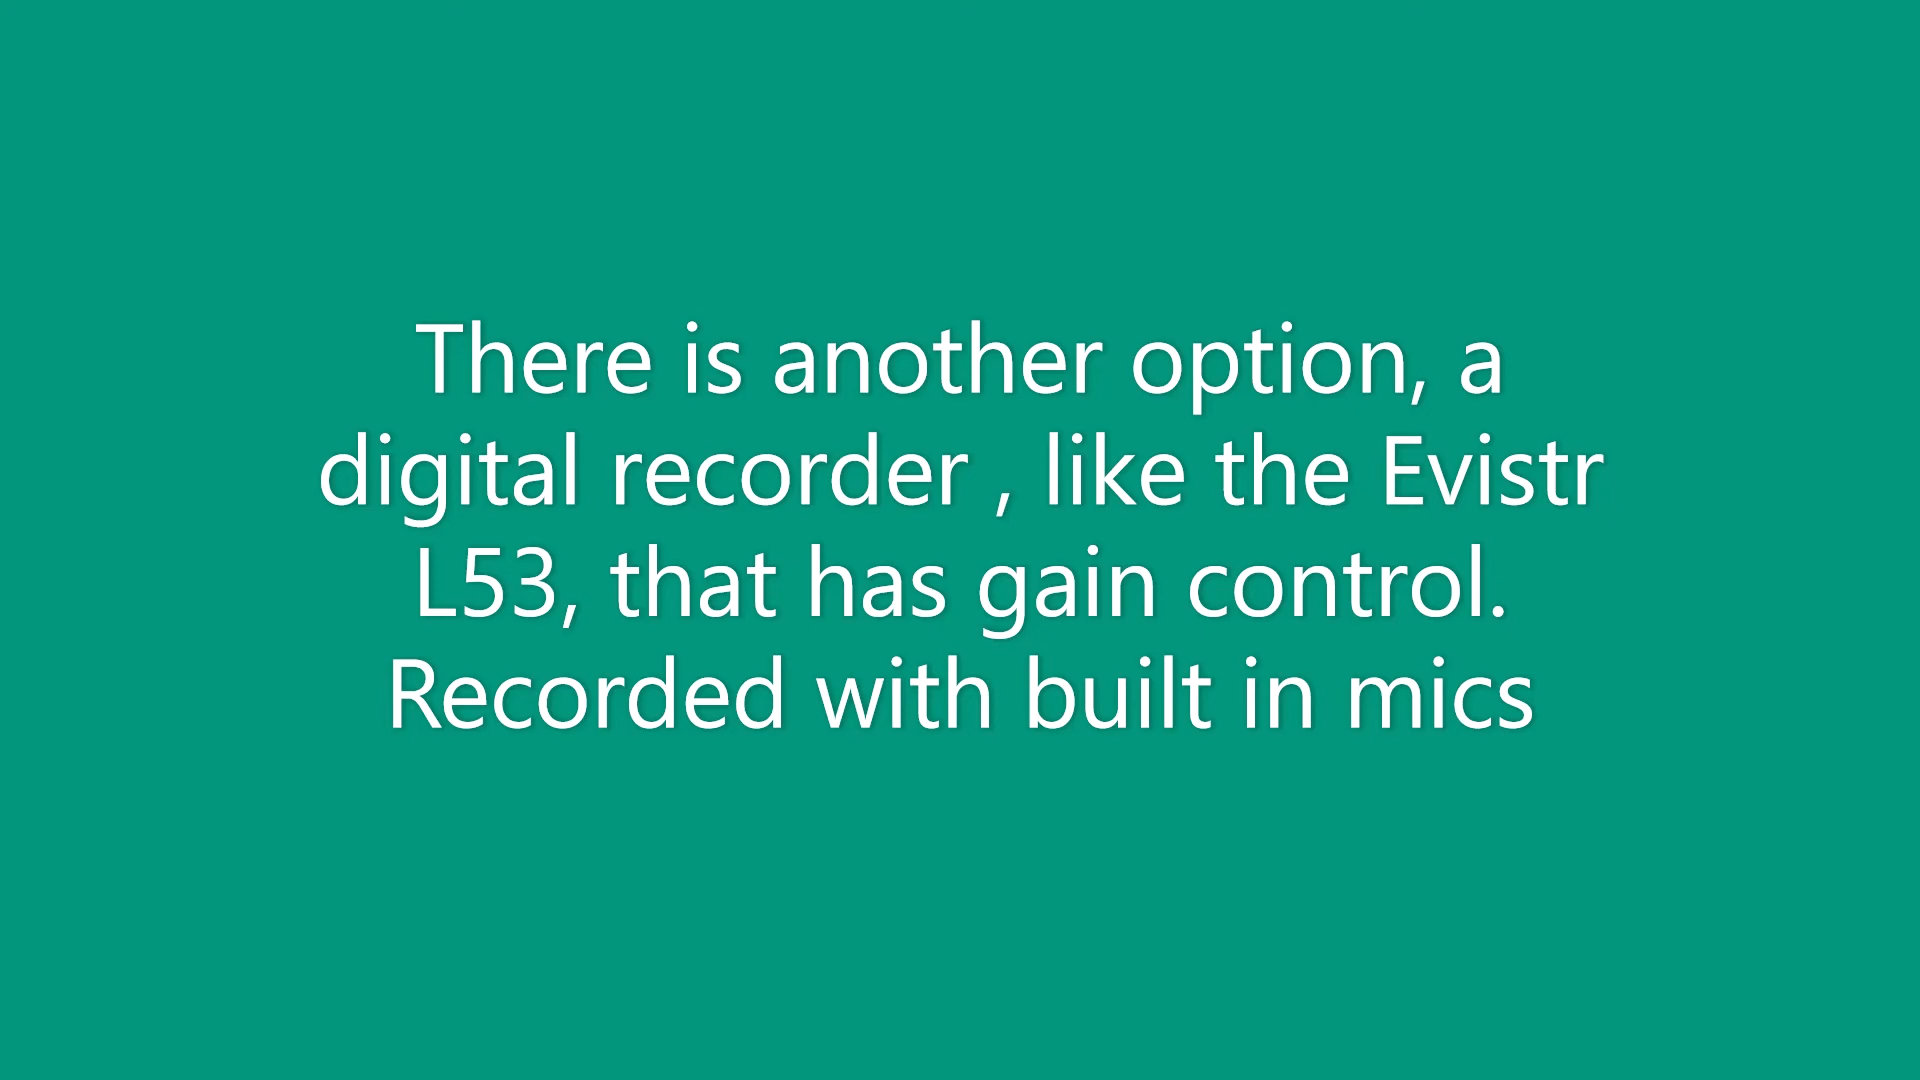 There is another option, a
digital recorder , like the Evistr
L53, that has gain control.
Recorded with built in mics